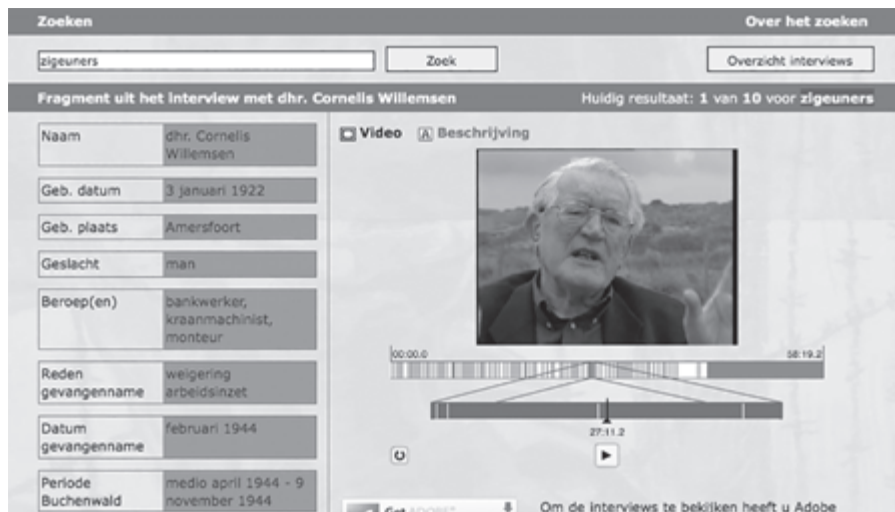 Zoeken
Over het zoeken
zigeuners
Zoek
Overzicht interviews
Fragment uit het interview met dhr. Cornelis Willemsen
Huidig resultaat: 1 van 10 voor zigeuners
Naam
dhr. Cornelis
Willemsen
Geb. datum
3 januari 1922
Geb. plaats
Amersfoort
Geslacht
man
Beroep(en)
bankwerker,
kraanmachinist,
monteur
Reden
gevangenname
weigering
arbeidsinzet
Datum
gevangenname
februari 1944
Periode
Buchenwald
medio april 1944 - 9
november 1944
Video
A Beschrijving
00:00.0
58:19.2
27:11.2
Get ADOBE®
Om de interviews te bekijken heeft u Adobe